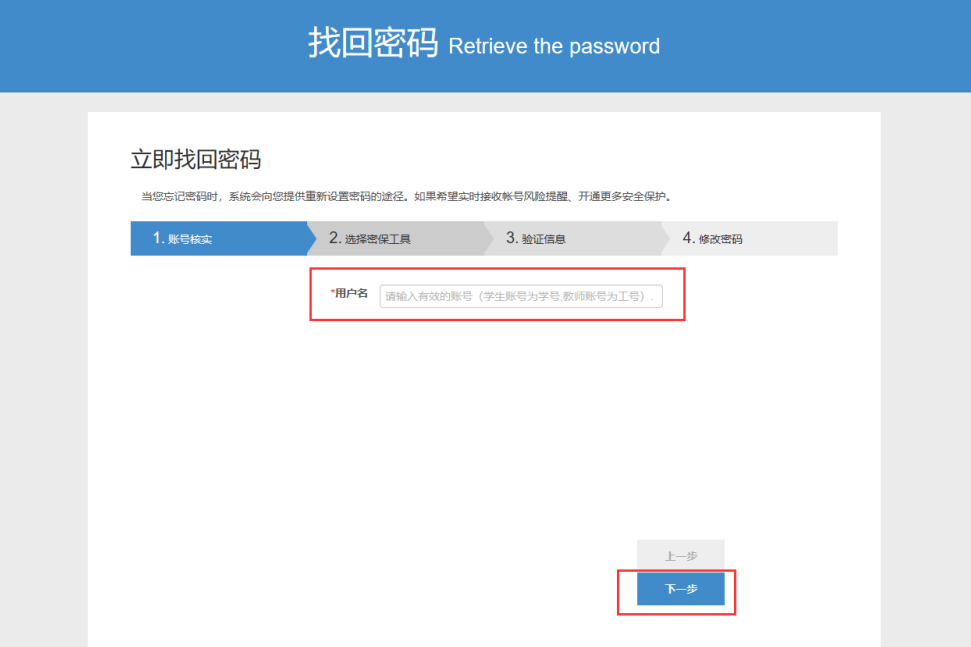 找回密码 Retrieve the password
立即找回密码
当您忘记密码时，系统会向您提供重新设置密码的途径。如果希望实时接收帐号风险提醒、开通更多安全保护。
1. 账号核实 2. 选择密保工具 3. 验证信息 4. 修改密码
*用户名 请输入有效的账号（学生账号为学号,教师账号为工号）.
上一步
下一步